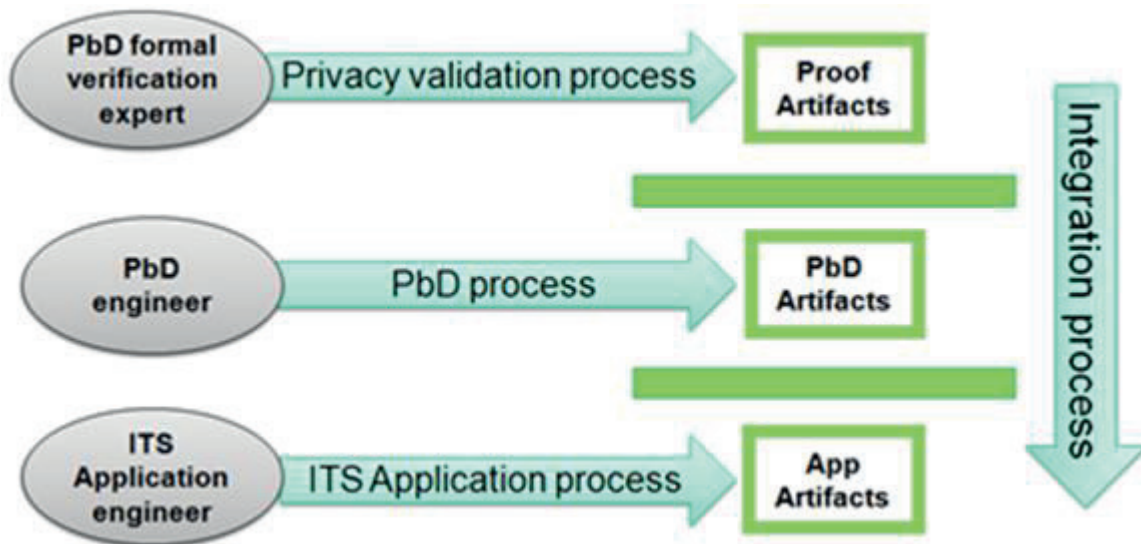 PbD formal
verification
expert
Privacy validation process
Proof
Artifacts
PbD
engineer
PbD process
PbD
Artifacts
ITS
Application
engineer
ITS Application process
App
Artifacts
Integration process